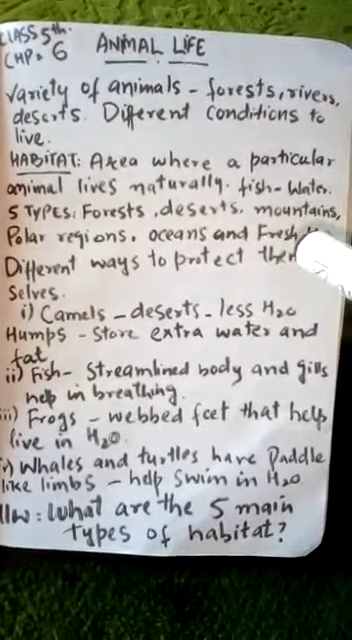 CLASS 5th.
CHP. 6 ANIMAL LIFE
Variety of animals - forests, rivers,
deserts. Different conditions to
live.
HABITAT: Area where a particular
animal lives naturally. fish - Water.
5 TYPES: Forests, deserts, mountains,
Polar regions, oceans and Fresh
Different ways to protect them
selves.
i) Camels - deserts - less H2O
Humps - store extra water and
fat
ii) Fish - Streamlined body and gills
help in breathing.
iii) Frogs - webbed feet that help
live in H2O.
v) Whales and turtles have Paddle
like limbs - help swim in H2O
HW: What are the 5 main
types of habitat?